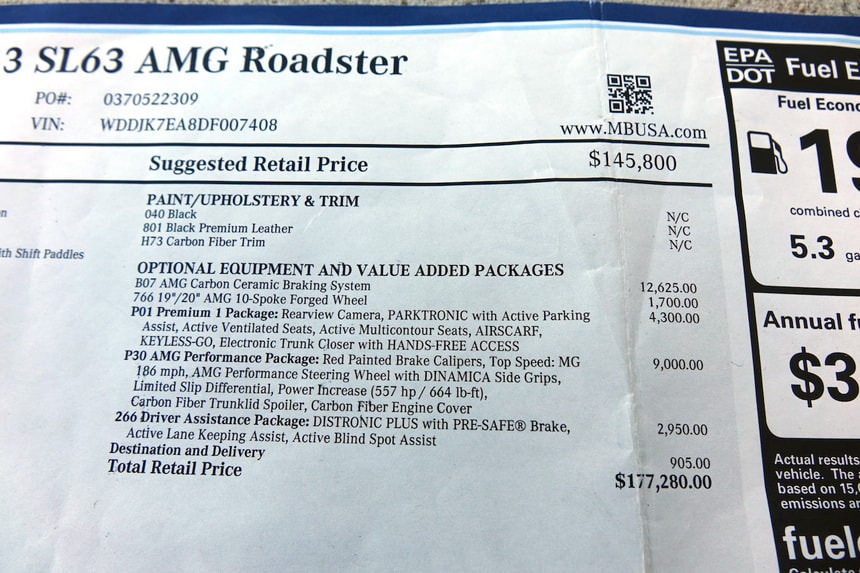 3 SL63 AMG Roadster
PO#: 0370522309
VIN: WDDJK7EA8DF007408
www.MBUSA.com
Suggested Retail Price $145,800
PAINT/UPHOLSTERY & TRIM
040 Black N/C
801 Black Premium Leather N/C
H73 Carbon Fiber Trim N/C
with Shift Paddles
OPTIONAL EQUIPMENT AND VALUE ADDED PACKAGES
B07 AMG Carbon Ceramic Braking System 12,625.00
766 19"/20" AMG 10-Spoke Forged Wheel 1,700.00
P01 Premium 1 Package: Rearview Camera, PARKTRONIC with Active Parking 4,300.00
Assist, Active Ventilated Seats, Active Multicontour Seats, AIRSCARF,
KEYLESS-GO, Electronic Trunk Closer with HANDS-FREE ACCESS
P30 AMG Performance Package: Red Painted Brake Calipers, Top Speed: MG 9,000.00
186 mph, AMG Performance Steering Wheel with DINAMICA Side Grips,
Limited Slip Differential, Power Increase (557 hp / 664 lb-ft),
Carbon Fiber Trunklid Spoiler, Carbon Fiber Engine Cover
266 Driver Assistance Package: DISTRONIC PLUS with PRE-SAFE® Brake, 2,950.00
Active Lane Keeping Assist, Active Blind Spot Assist
Destination and Delivery 905.00
Total Retail Price $177,280.00
EPA
DOT Fuel E
Fuel Econo
19
combined c
5.3 ga
Annual fu
$3
Actual results
vehicle. The a
based on 15,0
emissions ar
fuele